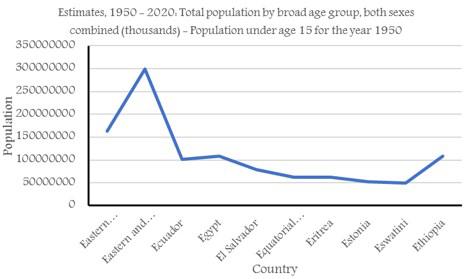 Estimates, 1950 - 2020: Total population by broad age group, both sexes
combined (thousands) - Population under age 15 for the year 1950
350000000
300000000
250000000
200000000
150000000
100000000
50000000
0
Population
Eastern...
Eastern and...
Ecuador
Egypt
El Salvador
Equatorial...
Eritrea
Estonia
Eswatini
Ethiopia
Country